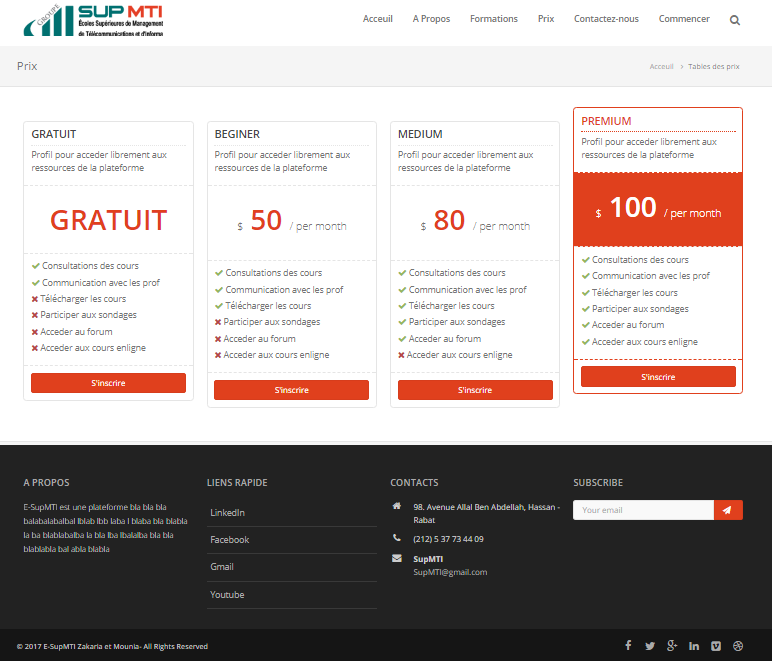 GROUPE
SUP MTI
Écoles Supérieures de Management
de Télécommunications et d'Informa
Acceuil
A Propos
Formations
Prix
Contactez-nous
Commencer
Prix
Acceuil > Tables des prix
GRATUIT
Profil pour acceder librement aux
ressources de la plateforme
GRATUIT
Consultations des cours
Communication avec les prof
Télécharger les cours
Participer aux sondages
Acceder au forum
Acceder aux cours enligne
S'inscrire
BEGINER
Profil pour acceder librement aux
ressources de la plateforme
$ 50 / per month
Consultations des cours
Communication avec les prof
Télécharger les cours
Participer aux sondages
Acceder au forum
Acceder aux cours enligne
S'inscrire
MEDIUM
Profil pour acceder librement aux
ressources de la plateforme
$ 80 / per month
Consultations des cours
Communication avec les prof
Télécharger les cours
Participer aux sondages
Acceder au forum
Acceder aux cours enligne
S'inscrire
PREMIUM
Profil pour acceder librement aux
ressources de la plateforme
$ 100 / per month
Consultations des cours
Communication avec les prof
Télécharger les cours
Participer aux sondages
Acceder au forum
Acceder aux cours enligne
S'inscrire
A PROPOS
E-SupMTI est une plateforme bla bla bla
balabalabalbal lblab lbb laba l blaba bla blabla
la ba blablabalba la bla lba lbalalba bla bla
blablabla bal abla blabla
LIENS RAPIDE
LinkedIn
Facebook
Gmail
Youtube
CONTACTS
98. Avenue Allal Ben Abdellah, Hassan -
Rabat
(212) 5 37 73 44 09
SupMTI
SupMTI@gmail.com
SUBSCRIBE
Your email
© 2017 E-SupMTI Zakaria et Mounia- All Rights Reserved